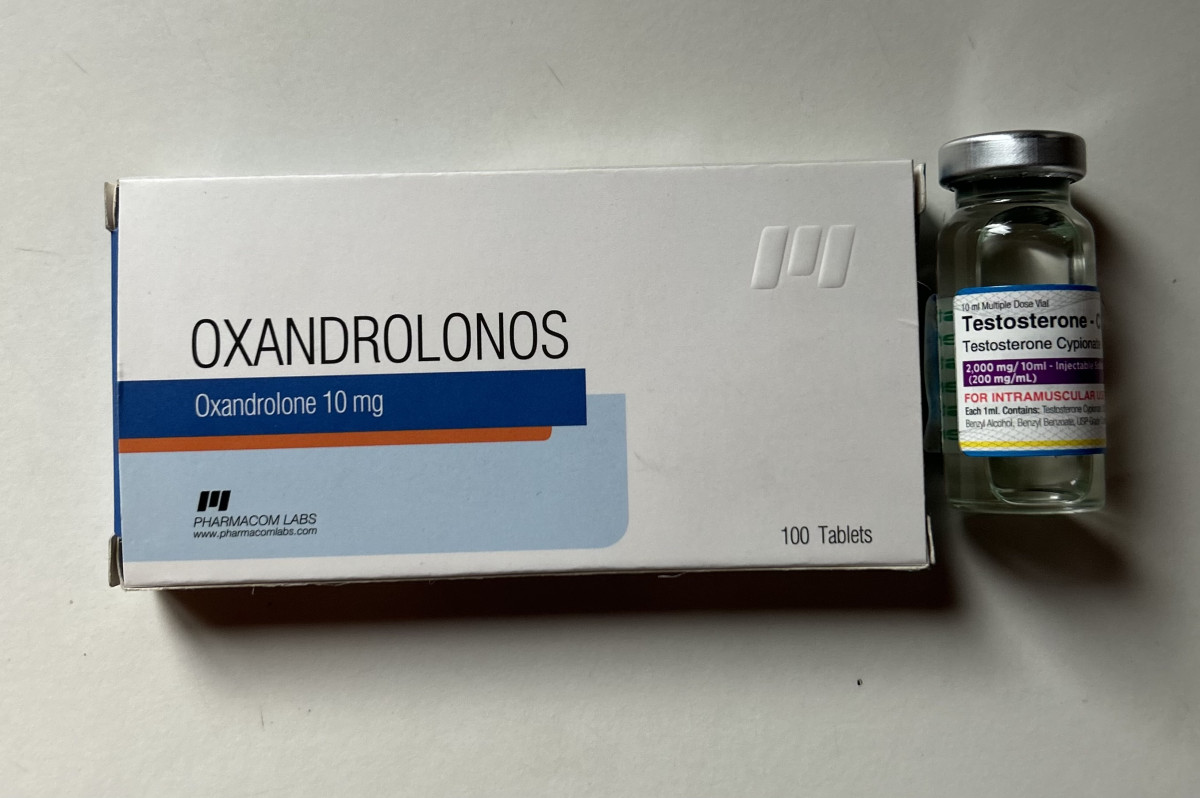 OXANDROLONOS
Oxandrolone 10 mg
PHARMACOM LABS
www.pharmacomlabs.com
100 Tablets
10 ml Multiple Dose Vial
Testosterone - C
Testosterone Cypionate
2,000 mg/10ml - Injectable
(200 mg/mL)
FOR INTRAMUSCULAR
Each 1ml. Contains: Testosterone
Benzyl Alcohol, Benzyl Benzoate, USP